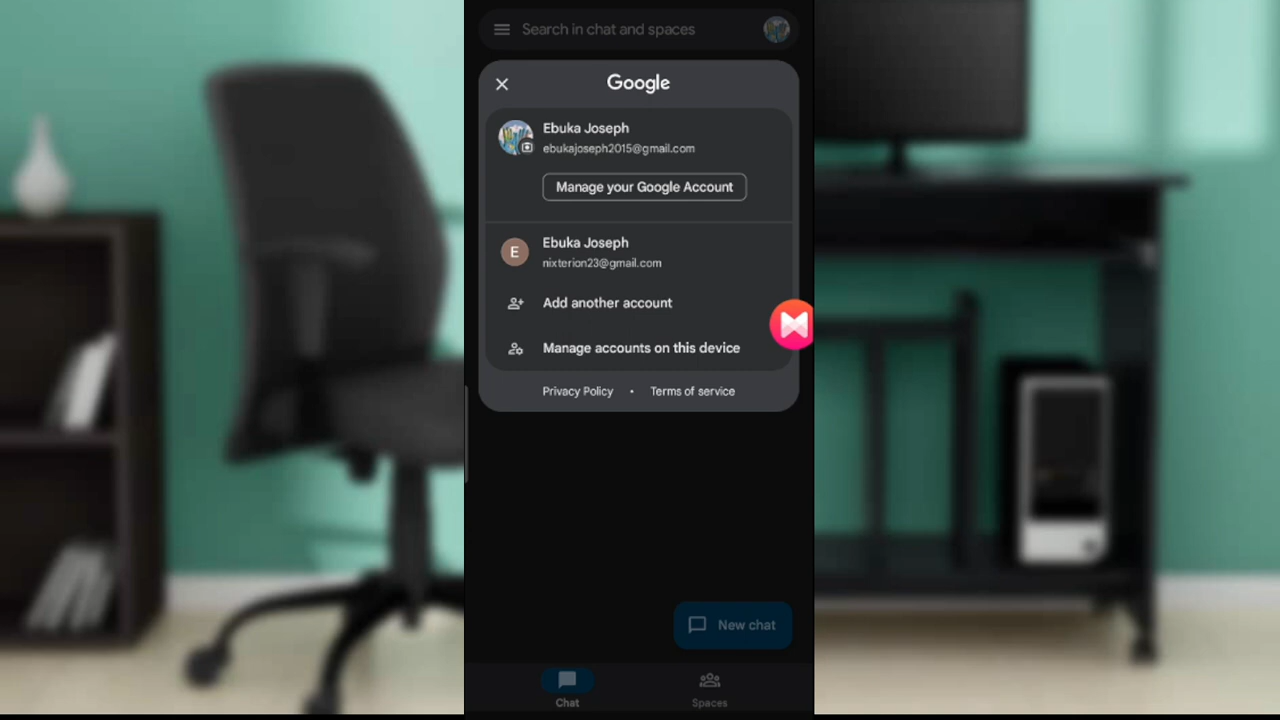 Search in chat and spaces
Google
Ebuka Joseph
ebukajoseph2015@gmail.com
Manage your Google Account
E
Ebuka Joseph
nixterion23@gmail.com
Add another account
Manage accounts on this device
Privacy Policy • Terms of service
New chat
Chat
Spaces